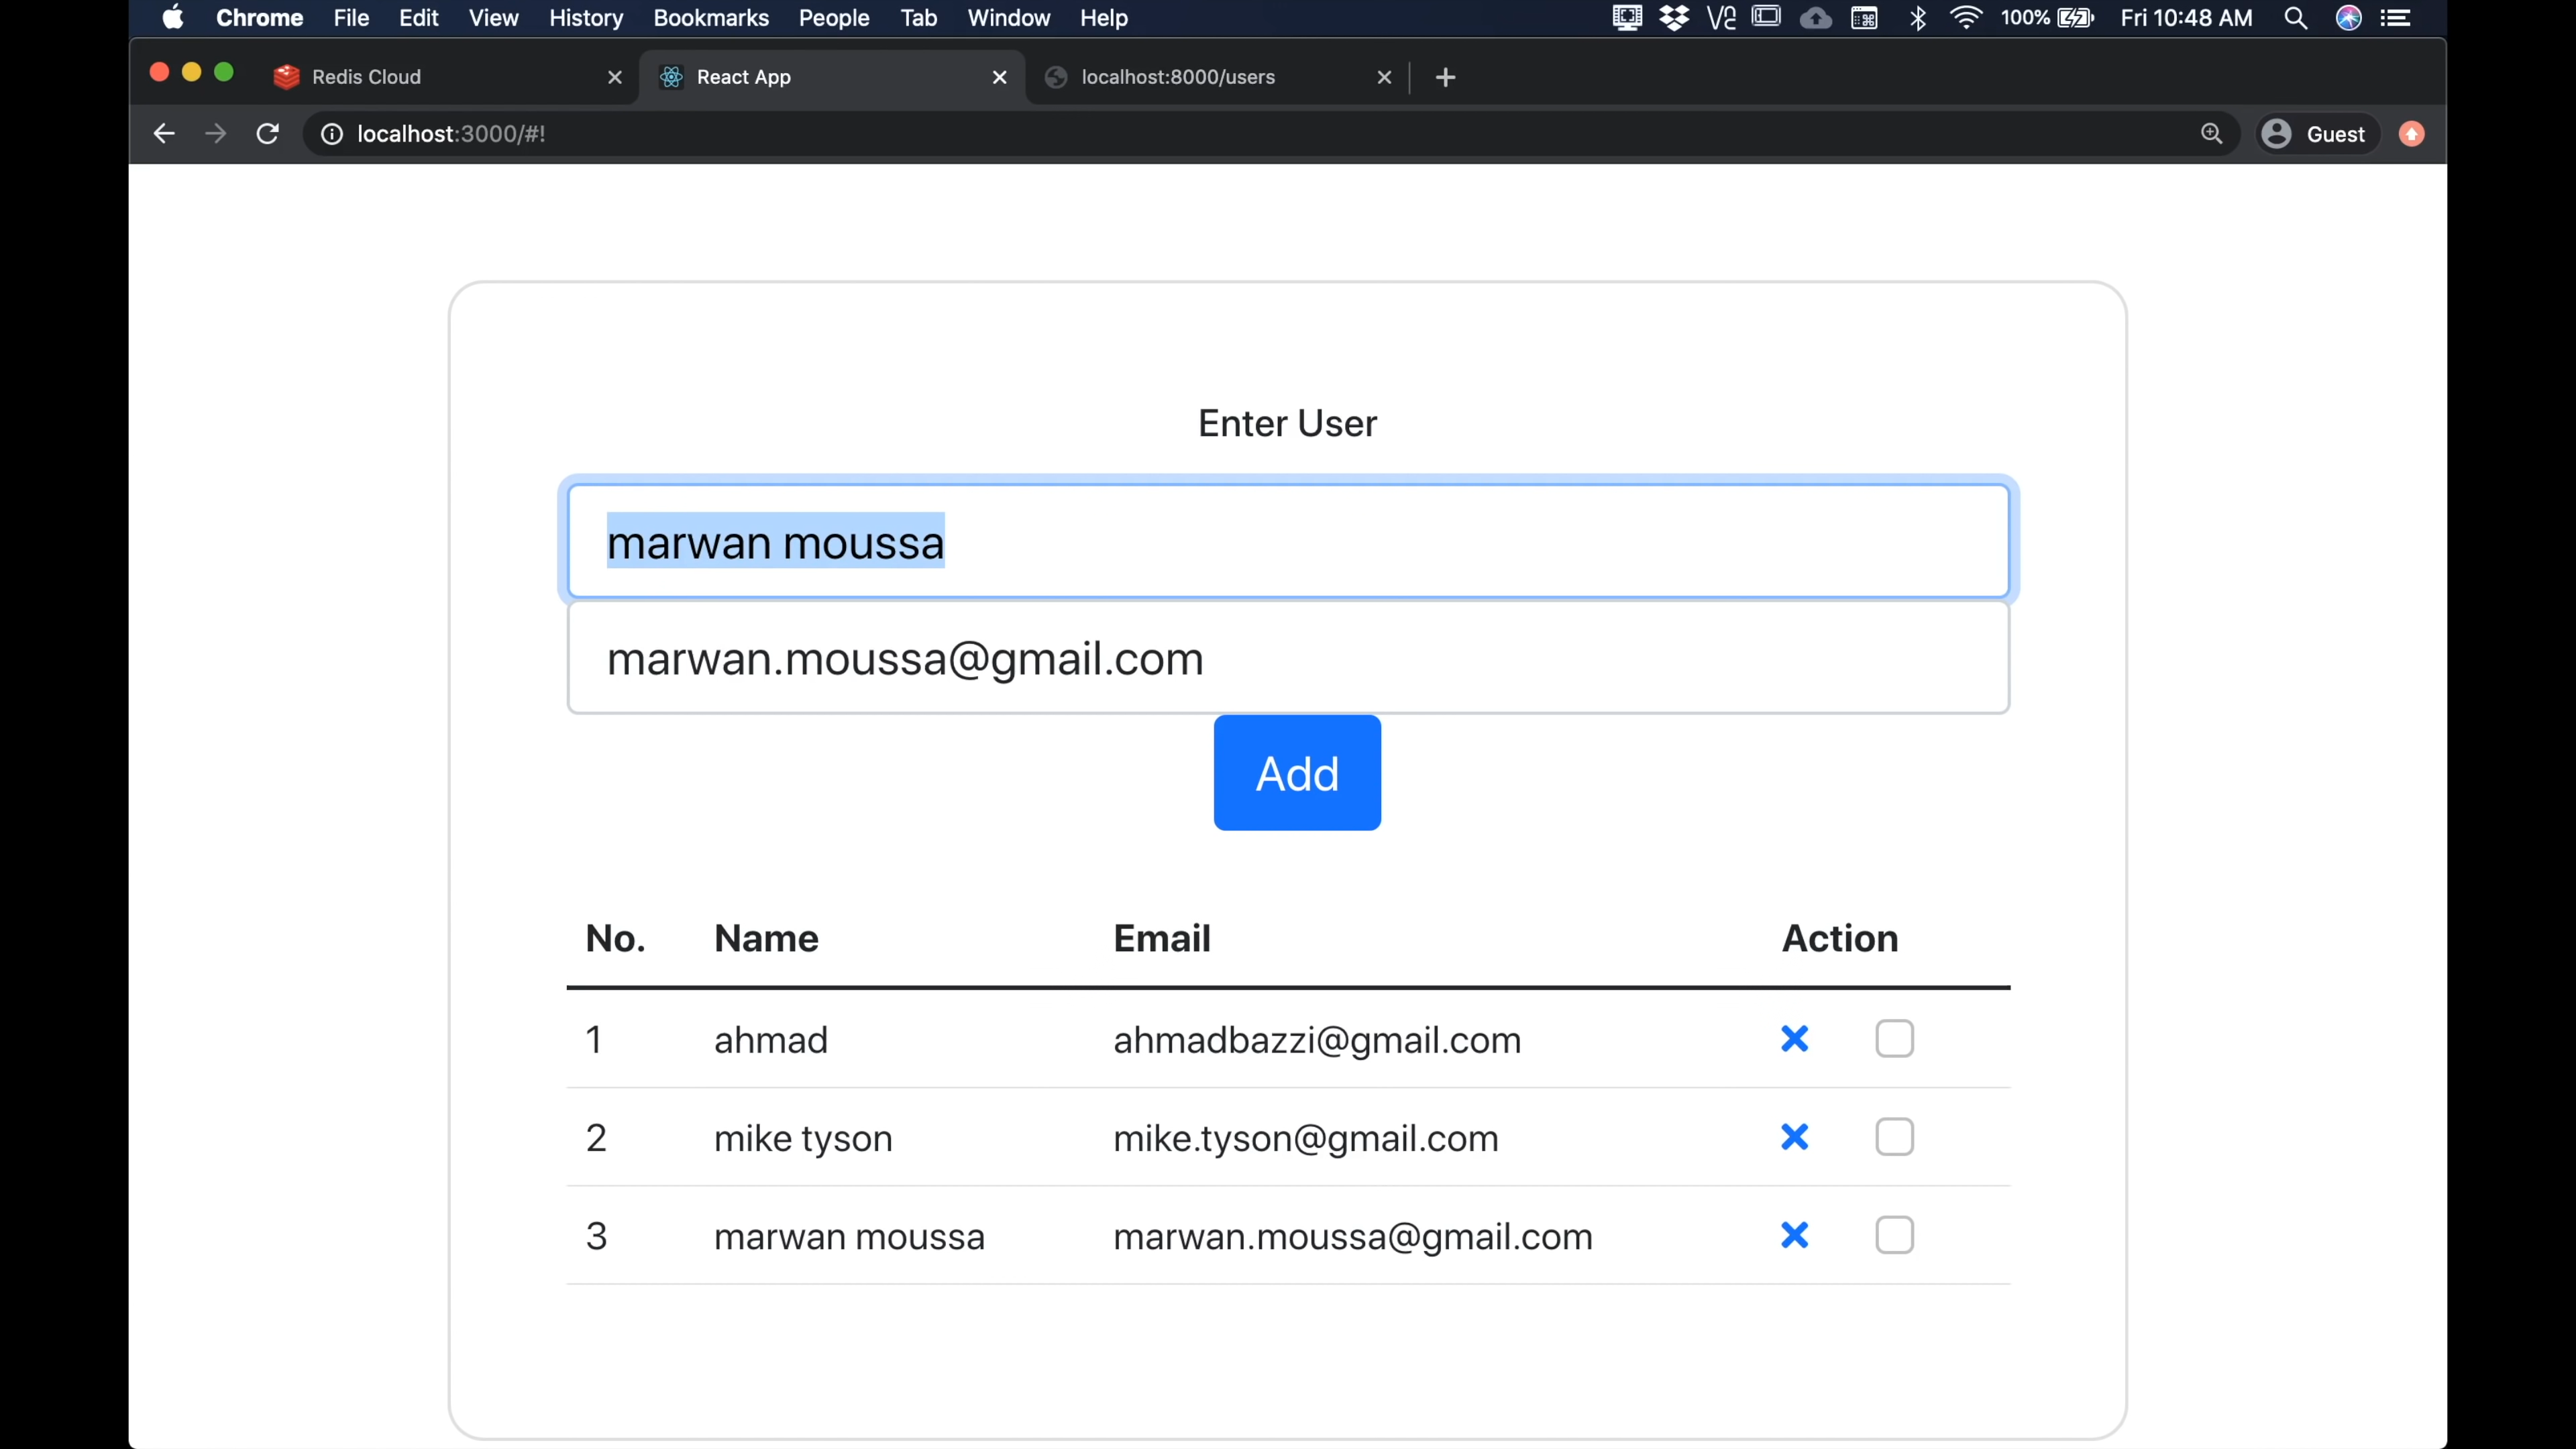 Chrome File Edit View History Bookmarks People Tab Window Help 100% Fri 10:48 AM
Redis Cloud React App localhost:8000/users
localhost:3000/#! Guest
Enter User
marwan moussa
marwan.moussa@gmail.com
Add
No. Name Email Action
1 ahmad ahmadbazzi@gmail.com
2 mike tyson mike.tyson@gmail.com
3 marwan moussa marwan.moussa@gmail.com